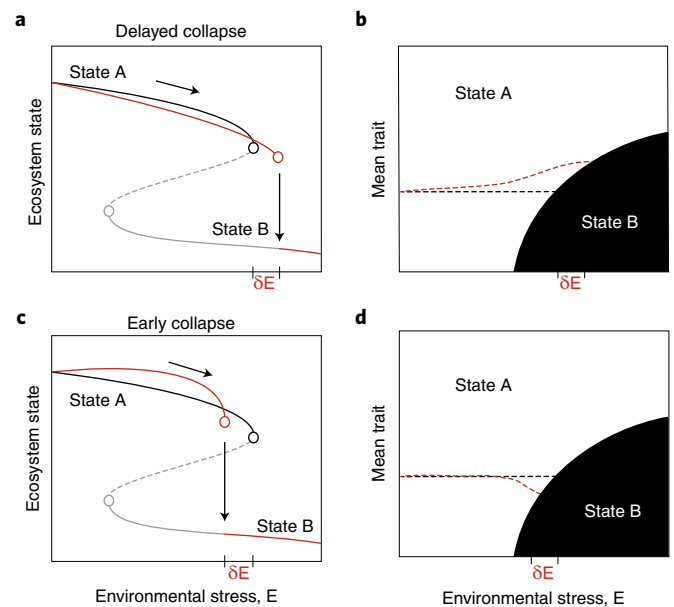 a
Delayed collapse
State A
Ecosystem state
State B
δE
b
State A
Mean trait
State B
δE
c
Early collapse
State A
Ecosystem state
State B
δE
Environmental stress, E
d
State A
Mean trait
State B
δE
Environmental stress, E